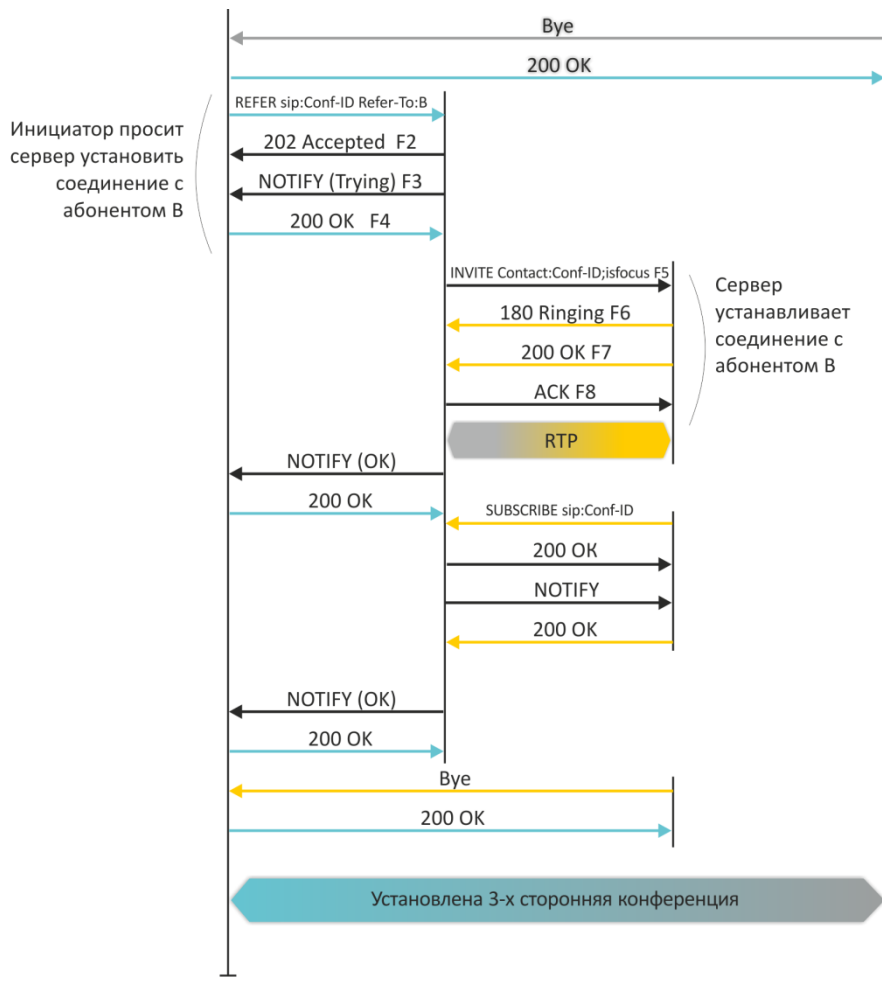 Bye
200 OK
REFER sip:Conf-ID Refer-To:B
Инициатор просит
сервер установить
соединение с
абонентом В
202 Accepted F2
NOTIFY (Trying) F3
200 OK F4
INVITE Contact:Conf-ID;isfocus F5
180 Ringing F6
200 OK F7
ACK F8
Сервер
устанавливает
соединение с
абонентом В
RTP
NOTIFY (OK)
200 OK
SUBSCRIBE sip:Conf-ID
200 OK
NOTIFY
200 OK
NOTIFY (OK)
200 OK
Bye
200 OK
Установлена 3-х сторонняя конференция